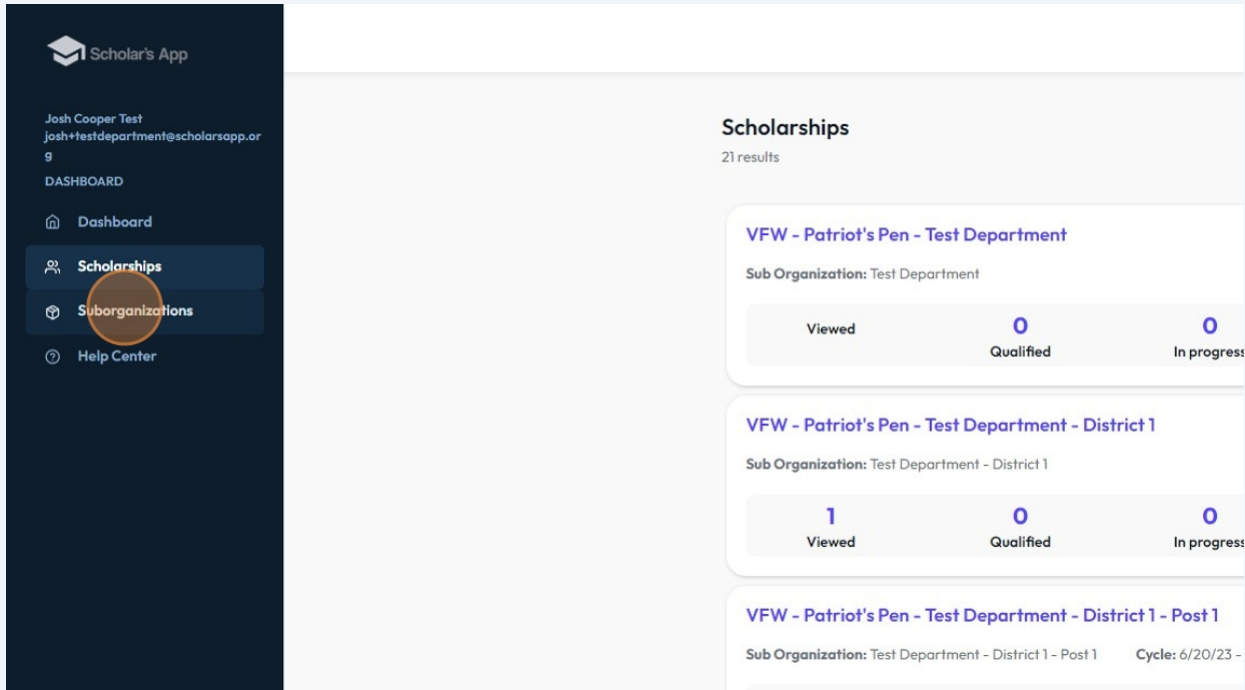 Scholar's App
Josh Cooper Test
josh+testdepartment@scholarsapp.or
g
DASHBOARD
Dashboard
Scholarships
Suborganizations
Help Center
Scholarships
21 results
VFW - Patriot's Pen - Test Department
Sub Organization: Test Department
Viewed
0
Qualified
0
In progress
VFW - Patriot's Pen - Test Department - District 1
Sub Organization: Test Department - District 1
1
Viewed
0
Qualified
0
In progress
VFW - Patriot's Pen - Test Department - District 1 - Post 1
Sub Organization: Test Department - District 1 - Post 1 Cycle: 6/20/23 -